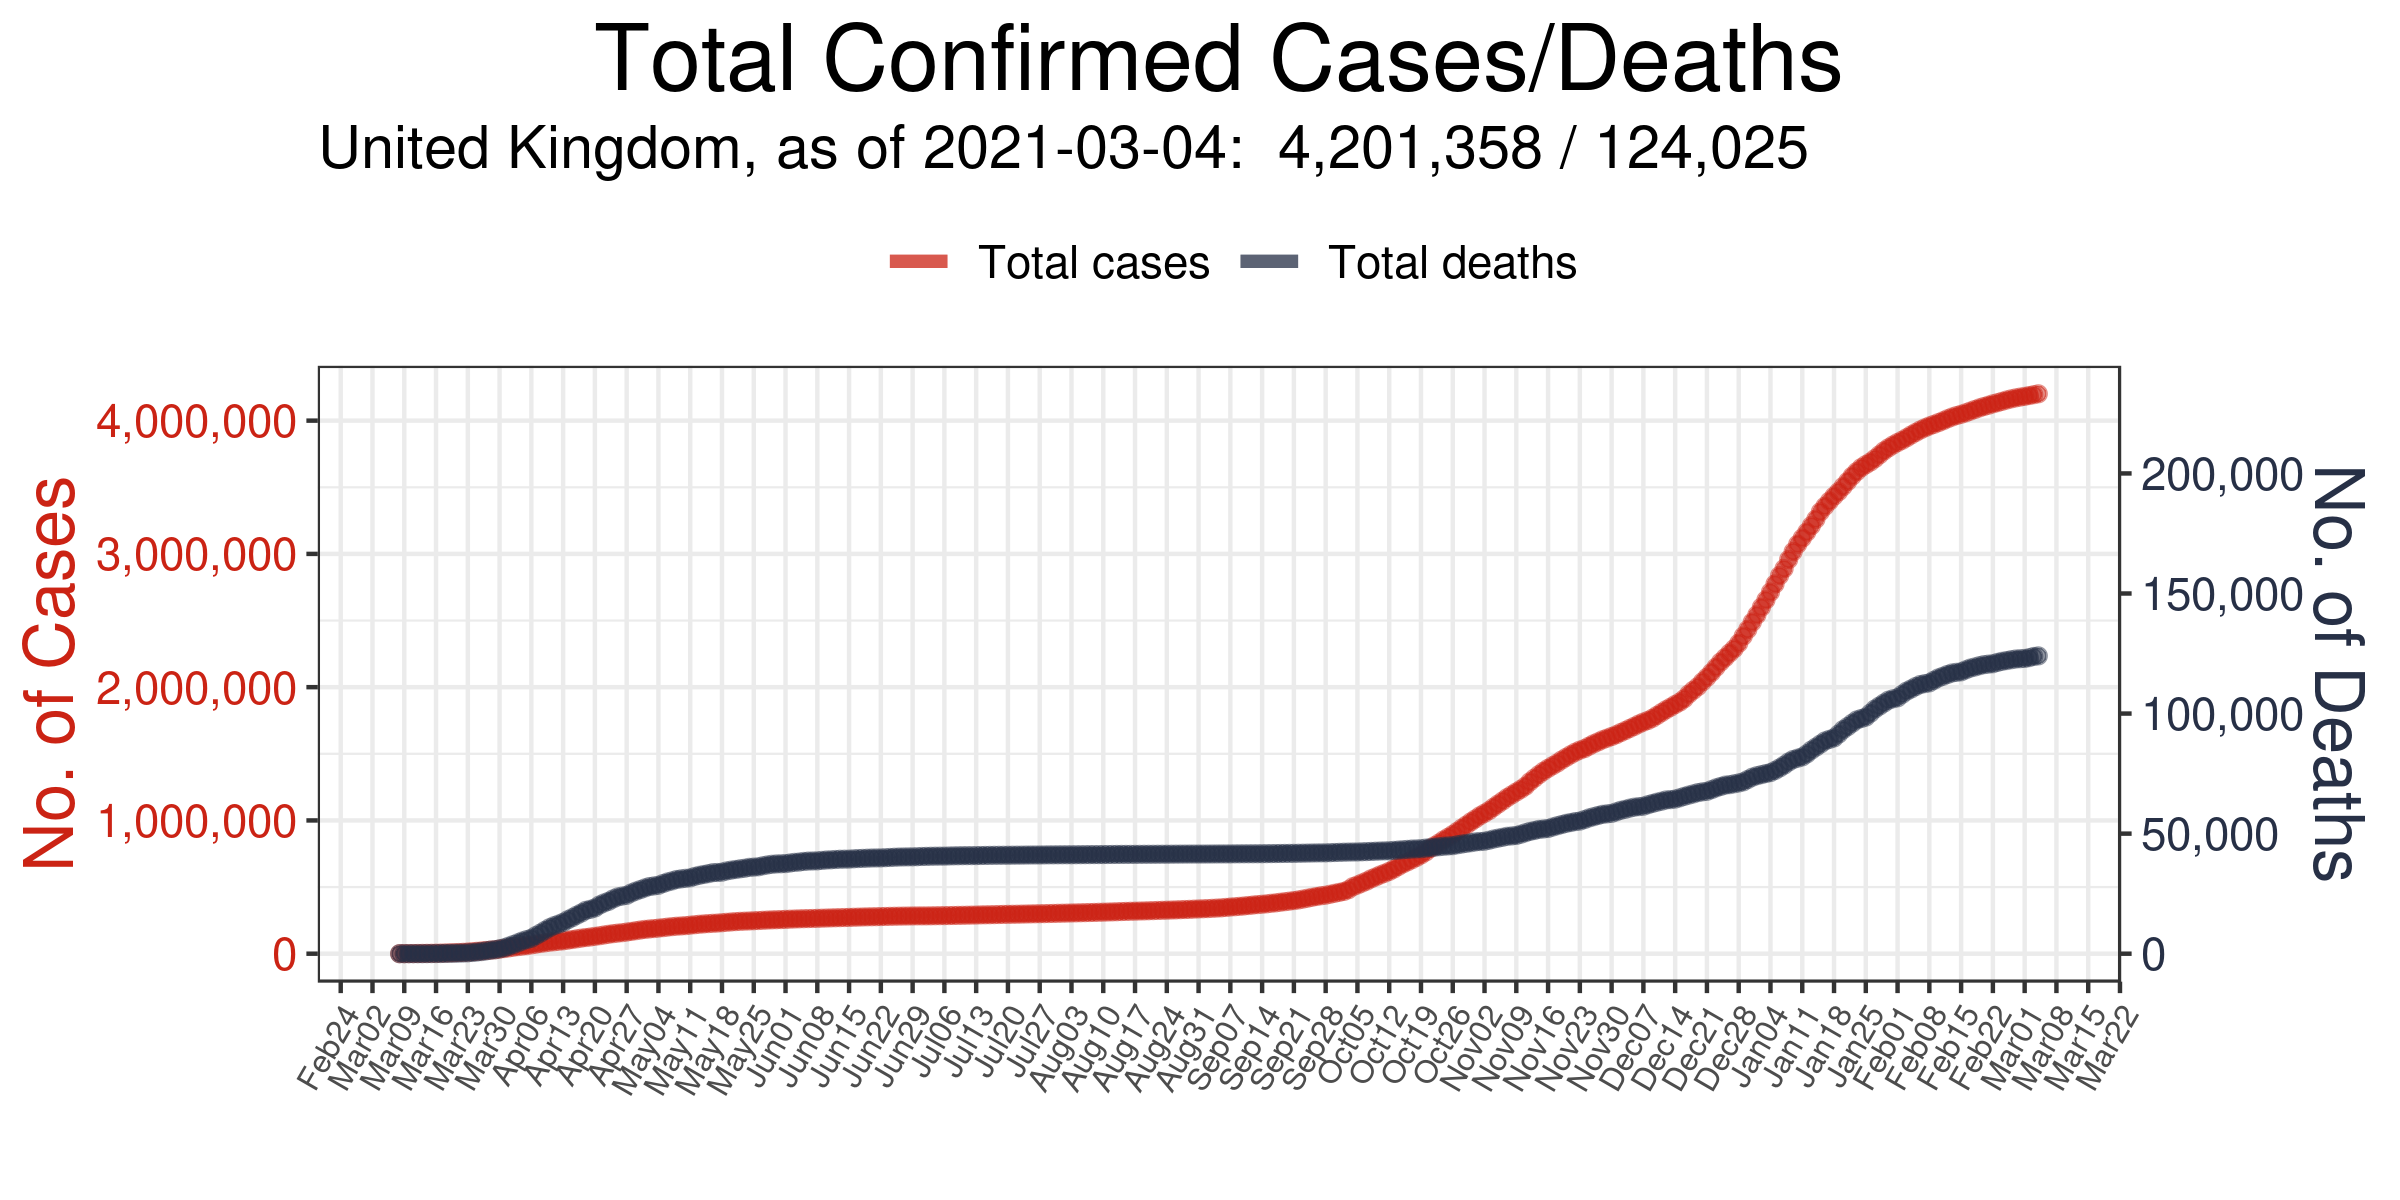 Total Confirmed Cases/Deaths
United Kingdom, as of 2021-03-04:  4,201,358 / 124,025
Total cases
Total deaths
No. of Cases
4,000,000
3,000,000
2,000,000
1,000,000
0
200,000
150,000
100,000
50,000
0
No. of Deaths
Feb24
Mar02
Mar09
Mar16
Mar23
Mar30
Apr06
Apr13
Apr20
Apr27
May04
May11
May18
May25
Jun01
Jun08
Jun15
Jun22
Jun29
Jul06
Jul13
Jul20
Jul27
Aug03
Aug10
Aug17
Aug24
Aug31
Sep07
Sep14
Sep21
Sep28
Oct05
Oct12
Oct19
Oct26
Nov02
Nov09
Nov16
Nov23
Nov30
Dec07
Dec14
Dec21
Dec28
Jan04
Jan11
Jan18
Jan25
Feb01
Feb08
Feb15
Feb22
Mar01
Mar08
Mar15
Mar22